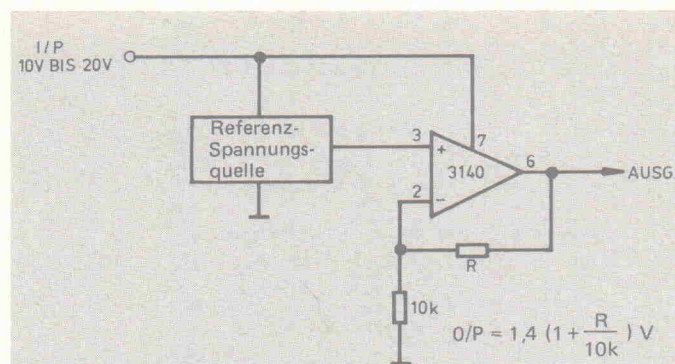 I/P
10V BIS 20V
Referenz-
Spannungs-
quelle
3
+
7
3140
6
AUSG.
2
−
R
10k
O/P = 1,4 (1 + R/10k) V